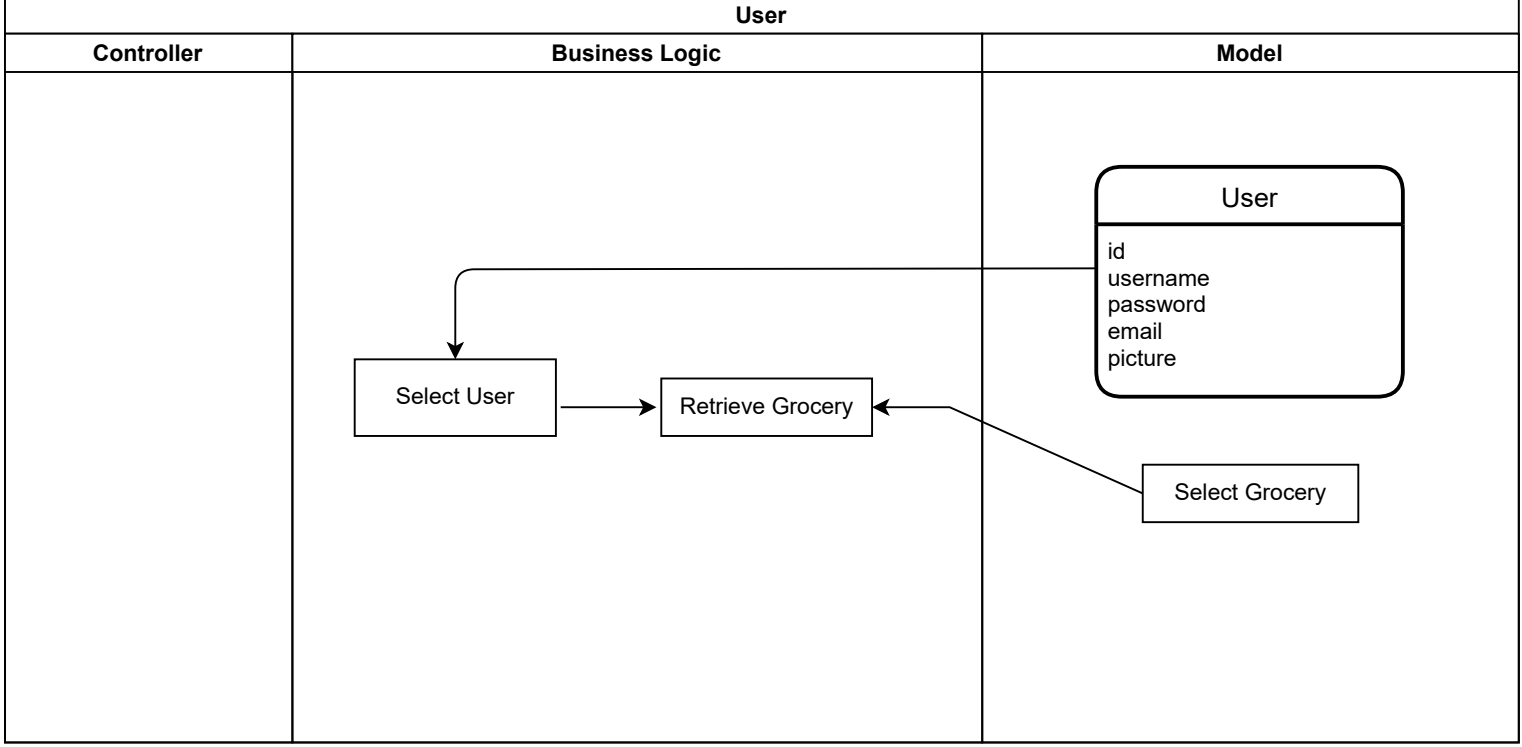 User
Controller
Business Logic
Model
User
id
username
password
email
picture
Select User
Retrieve Grocery
Select Grocery